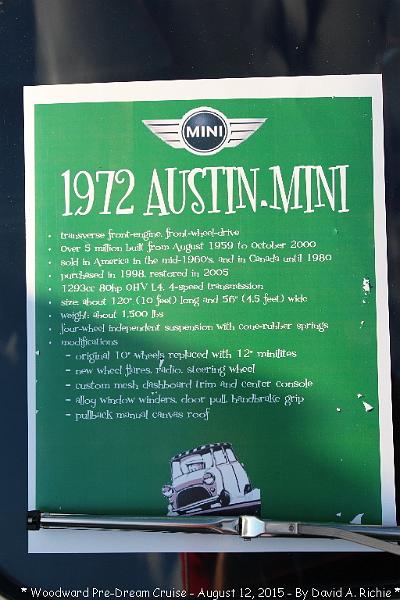 MINI
1972 AUSTIN.MINI
• transverse front-engine, front-wheel-drive
• over 5 million built from August 1959 to October 2000
• sold in America in the mid-1960's, and in Canada until 1980
• purchased in 1998, restored in 2005
• 1293cc 80hp OHV L4, 4-speed transmission
• size: about 120" (10 feet) long and 56" (4.5 feet) wide
• weight: about 1,500 lbs
• four-wheel independent suspension with cone-rubber springs
• modifications
– original 10" wheels replaced with 12" minilites
– new wheel flares, radio, steering wheel
– custom mesh dashboard trim and center console
– alloy window winders, door pull, handbrake grip
– pullback manual canvas roof
* Woodward Pre-Dream Cruise - August 12, 2015 - By David A. Richie *